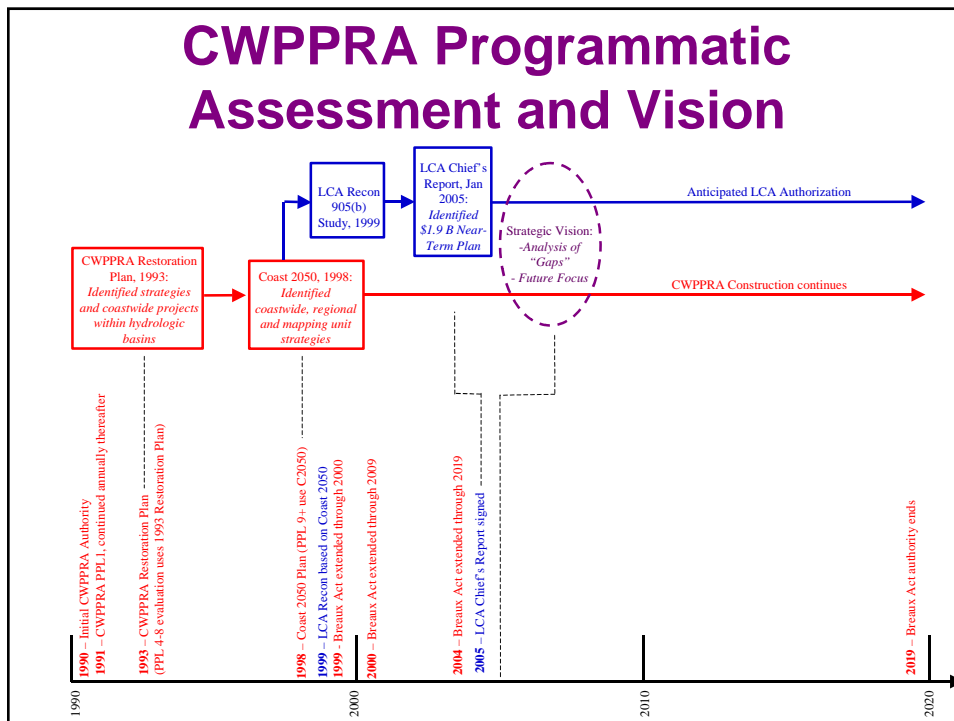 CWPPRA Programmatic
Assessment and Vision
LCA Recon
905(b)
Study, 1999
LCA Chief's
Report, Jan
2005:
Identified
$1.9 B Near-
Term Plan
Anticipated LCA Authorization
Strategic Vision:
-Analysis of
“Gaps”
- Future Focus
CWPPRA Restoration
Plan, 1993:
Identified strategies
and coastwide projects
within hydrologic
basins
Coast 2050, 1998:
Identified
coastwide, regional
and mapping unit
strategies
CWPPRA Construction continues
1990 – Initial CWPPRA Authority
1991 – CWPPRA PPL1, continued annually thereafter
1993 – CWPPRA Restoration Plan
(PPL 4-8 evaluation uses 1993 Restoration Plan)
1998 – Coast 2050 Plan (PPL 9+ use C2050)
1999 – LCA Recon based on Coast 2050
1999 - Breaux Act extended through 2000
2000 – Breaux Act extended through 2009
2004 – Breaux Act extended through 2019
2005 – LCA Chief's Report signed
2019 – Breaux Act authority ends
1990
2000
2010
2020